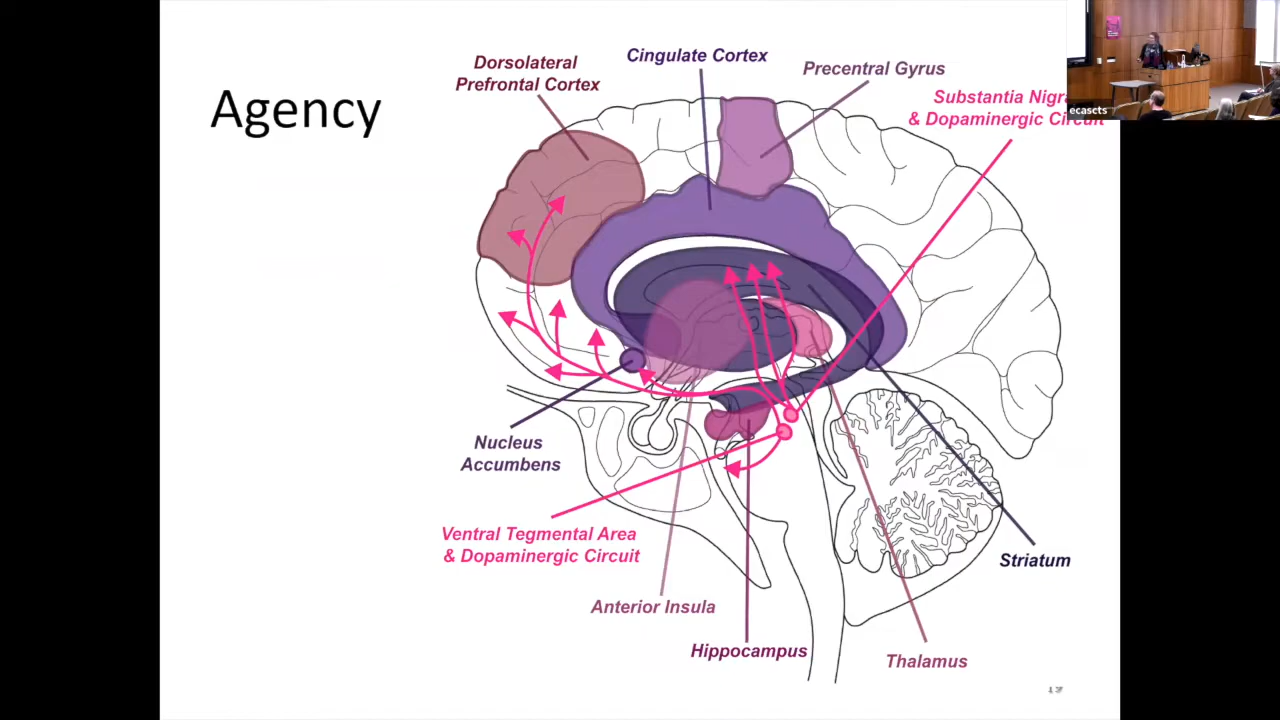 Agency
Dorsolateral
Prefrontal Cortex
Cingulate Cortex
Precentral Gyrus
Substantia Nigra
& Dopaminergic Circuit
ecascts
Nucleus
Accumbens
Ventral Tegmental Area
& Dopaminergic Circuit
Striatum
Anterior Insula
Hippocampus
Thalamus